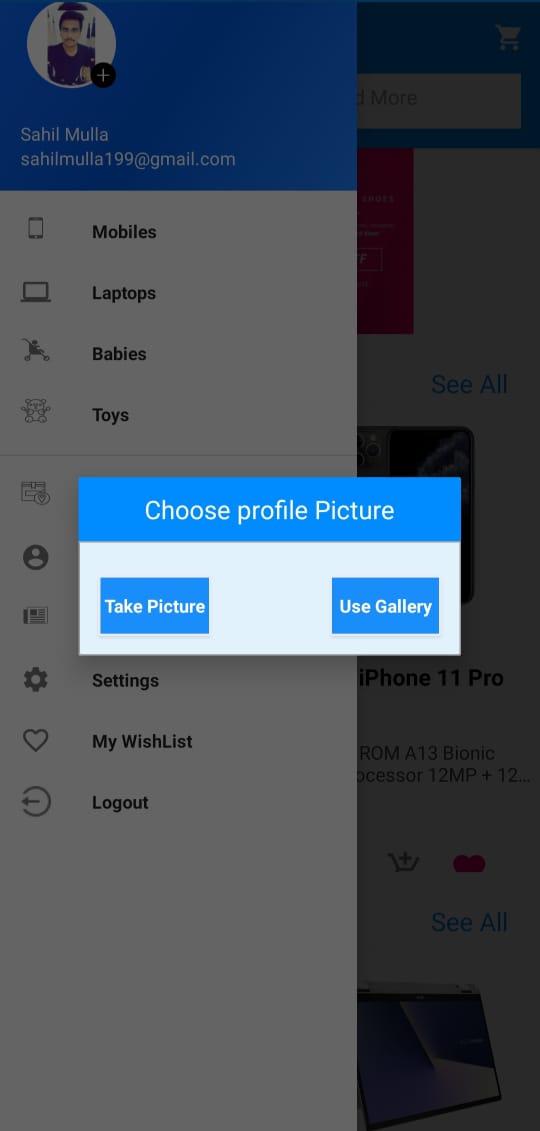 d More
Sahil Mulla
sahilmulla199@gmail.com
SHOES
Mobiles
Laptops
Babies
Toys
See All
Choose profile Picture
Take Picture
Use Gallery
iPhone 11 Pro
Settings
My WishList
ROM A13 Bionic
ocessor 12MP + 12...
Logout
See All